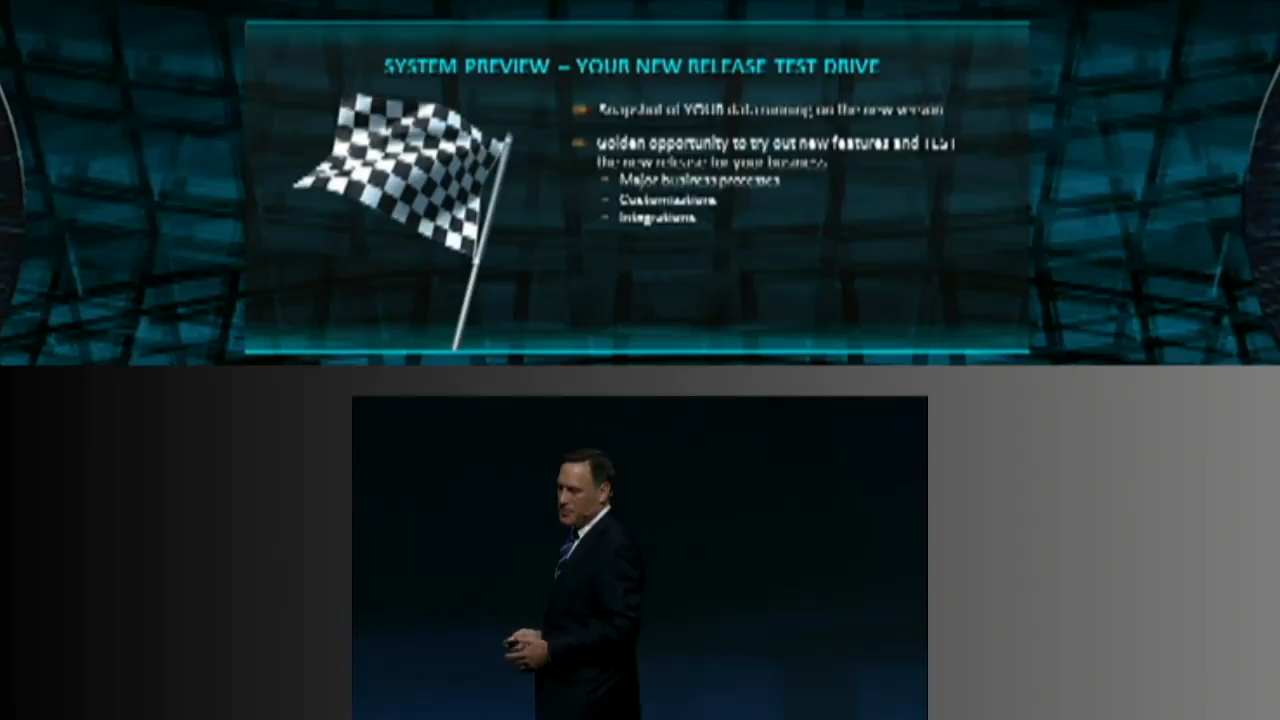 SYSTEM PREVIEW – YOUR NEW RELEASE TEST DRIVE
Snapshot of YOUR data running on the new version
Golden opportunity to try out new features and TEST
the new release for your business
– Major business processes
– Customizations
– Integrations